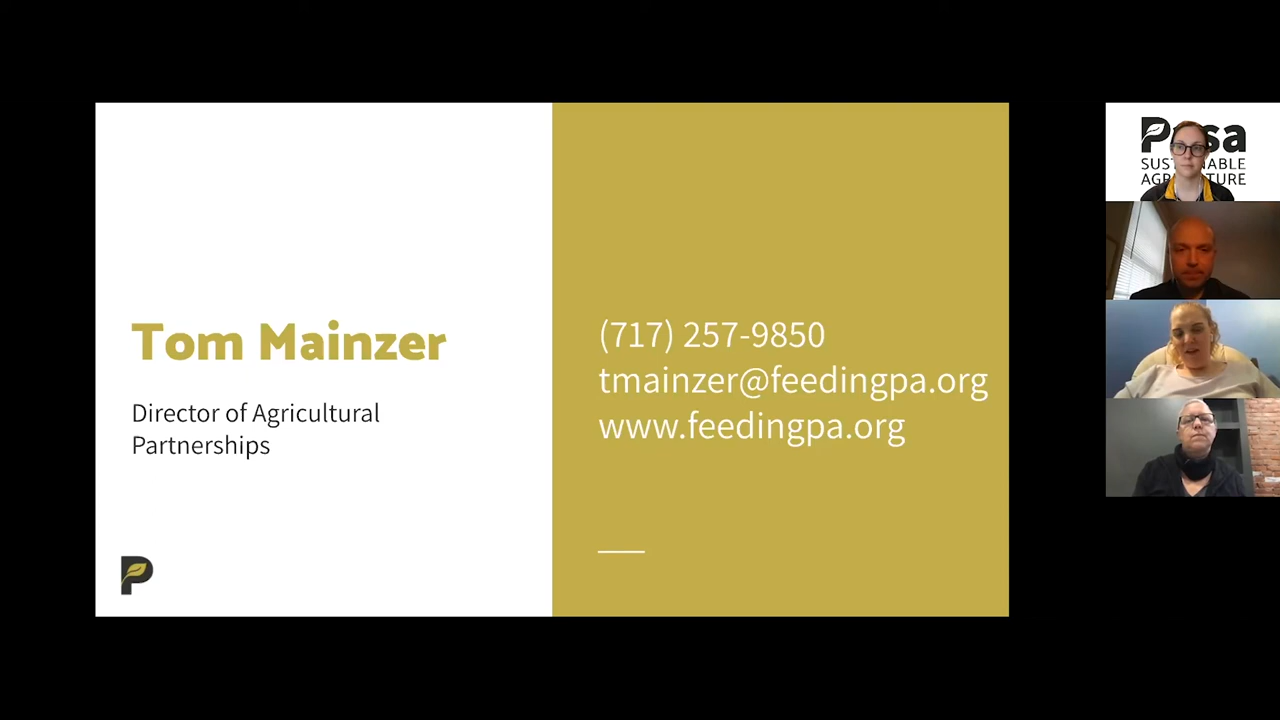 Tom Mainzer
Director of Agricultural
Partnerships
(717) 257-9850
tmainzer@feedingpa.org
www.feedingpa.org
P